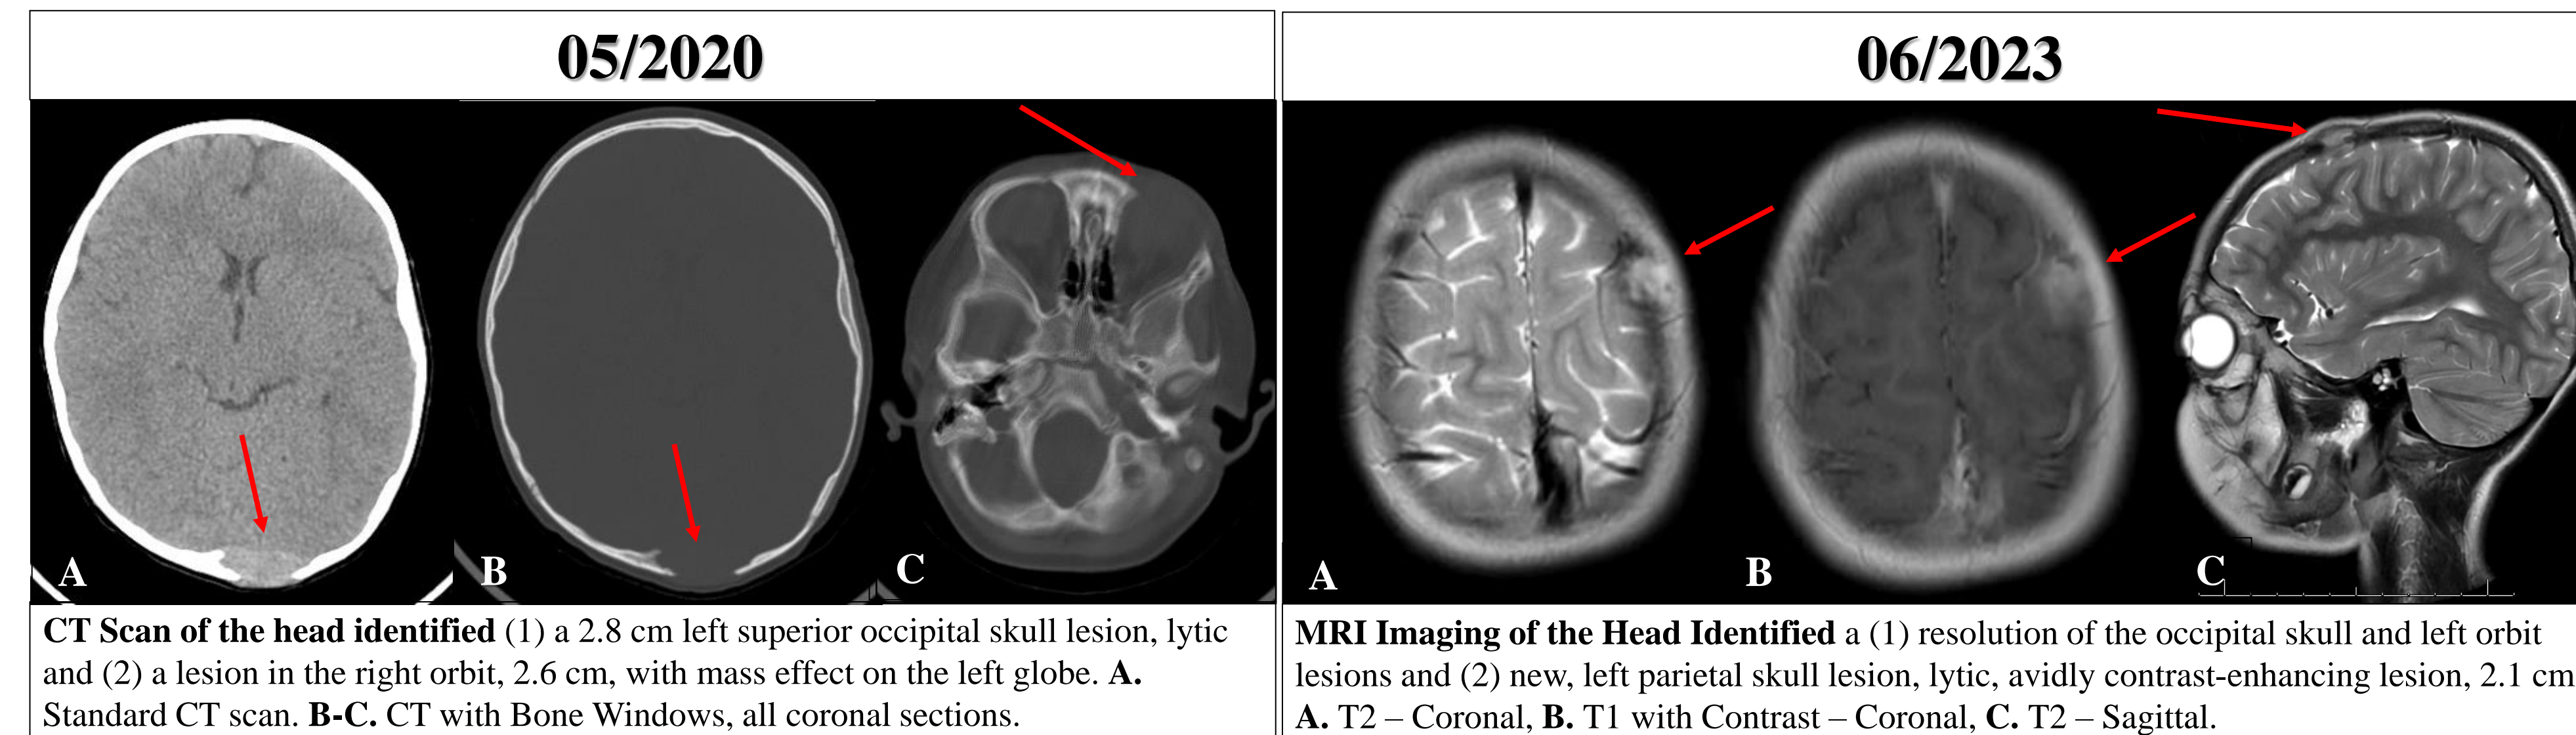 05/2020
A
B
C
CT Scan of the head identified (1) a 2.8 cm left superior occipital skull lesion, lytic
and (2) a lesion in the right orbit, 2.6 cm, with mass effect on the left globe. A.
Standard CT scan. B-C. CT with Bone Windows, all coronal sections.
06/2023
A
B
C
MRI Imaging of the Head Identified a (1) resolution of the occipital skull and left orbit
lesions and (2) new, left parietal skull lesion, lytic, avidly contrast-enhancing lesion, 2.1 cm
A. T2 – Coronal, B. T1 with Contrast – Coronal, C. T2 – Sagittal.